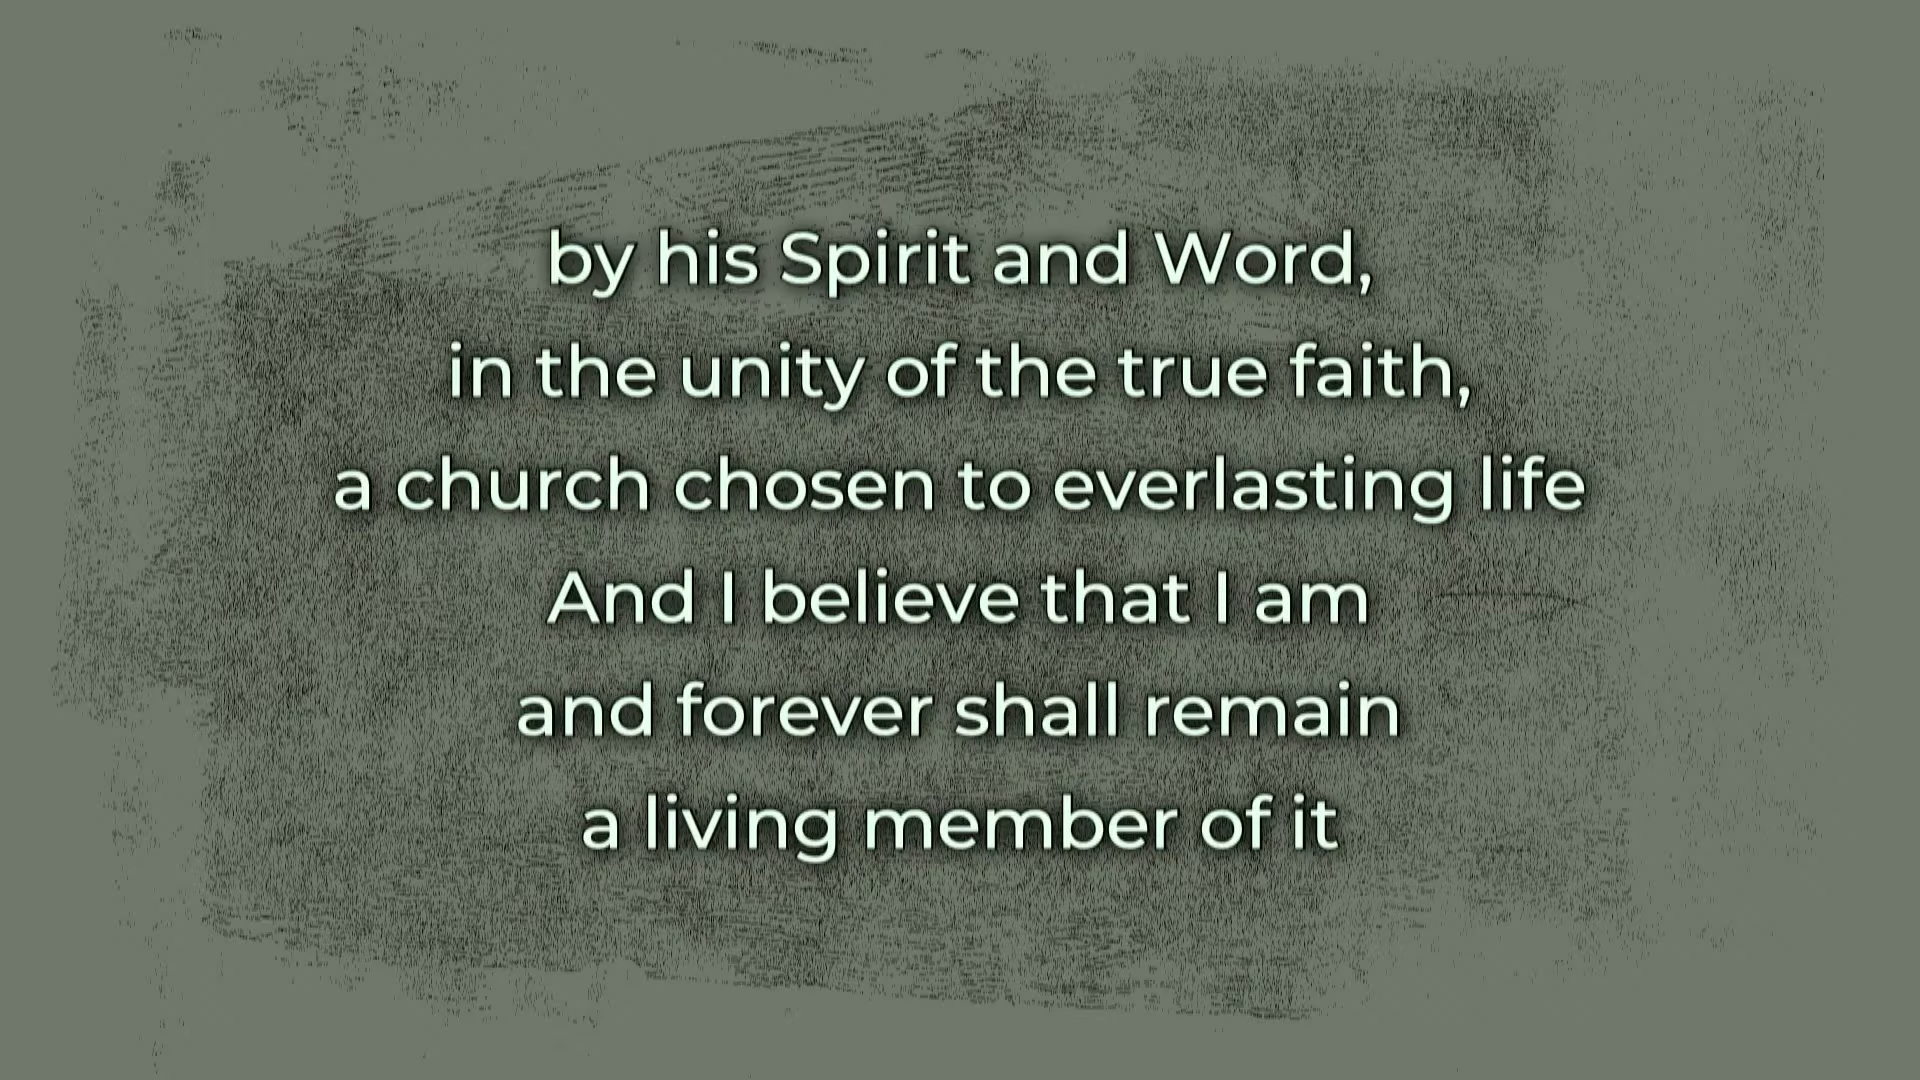 by his Spirit and Word,
in the unity of the true faith,
a church chosen to everlasting life
And I believe that I am
and forever shall remain
a living member of it